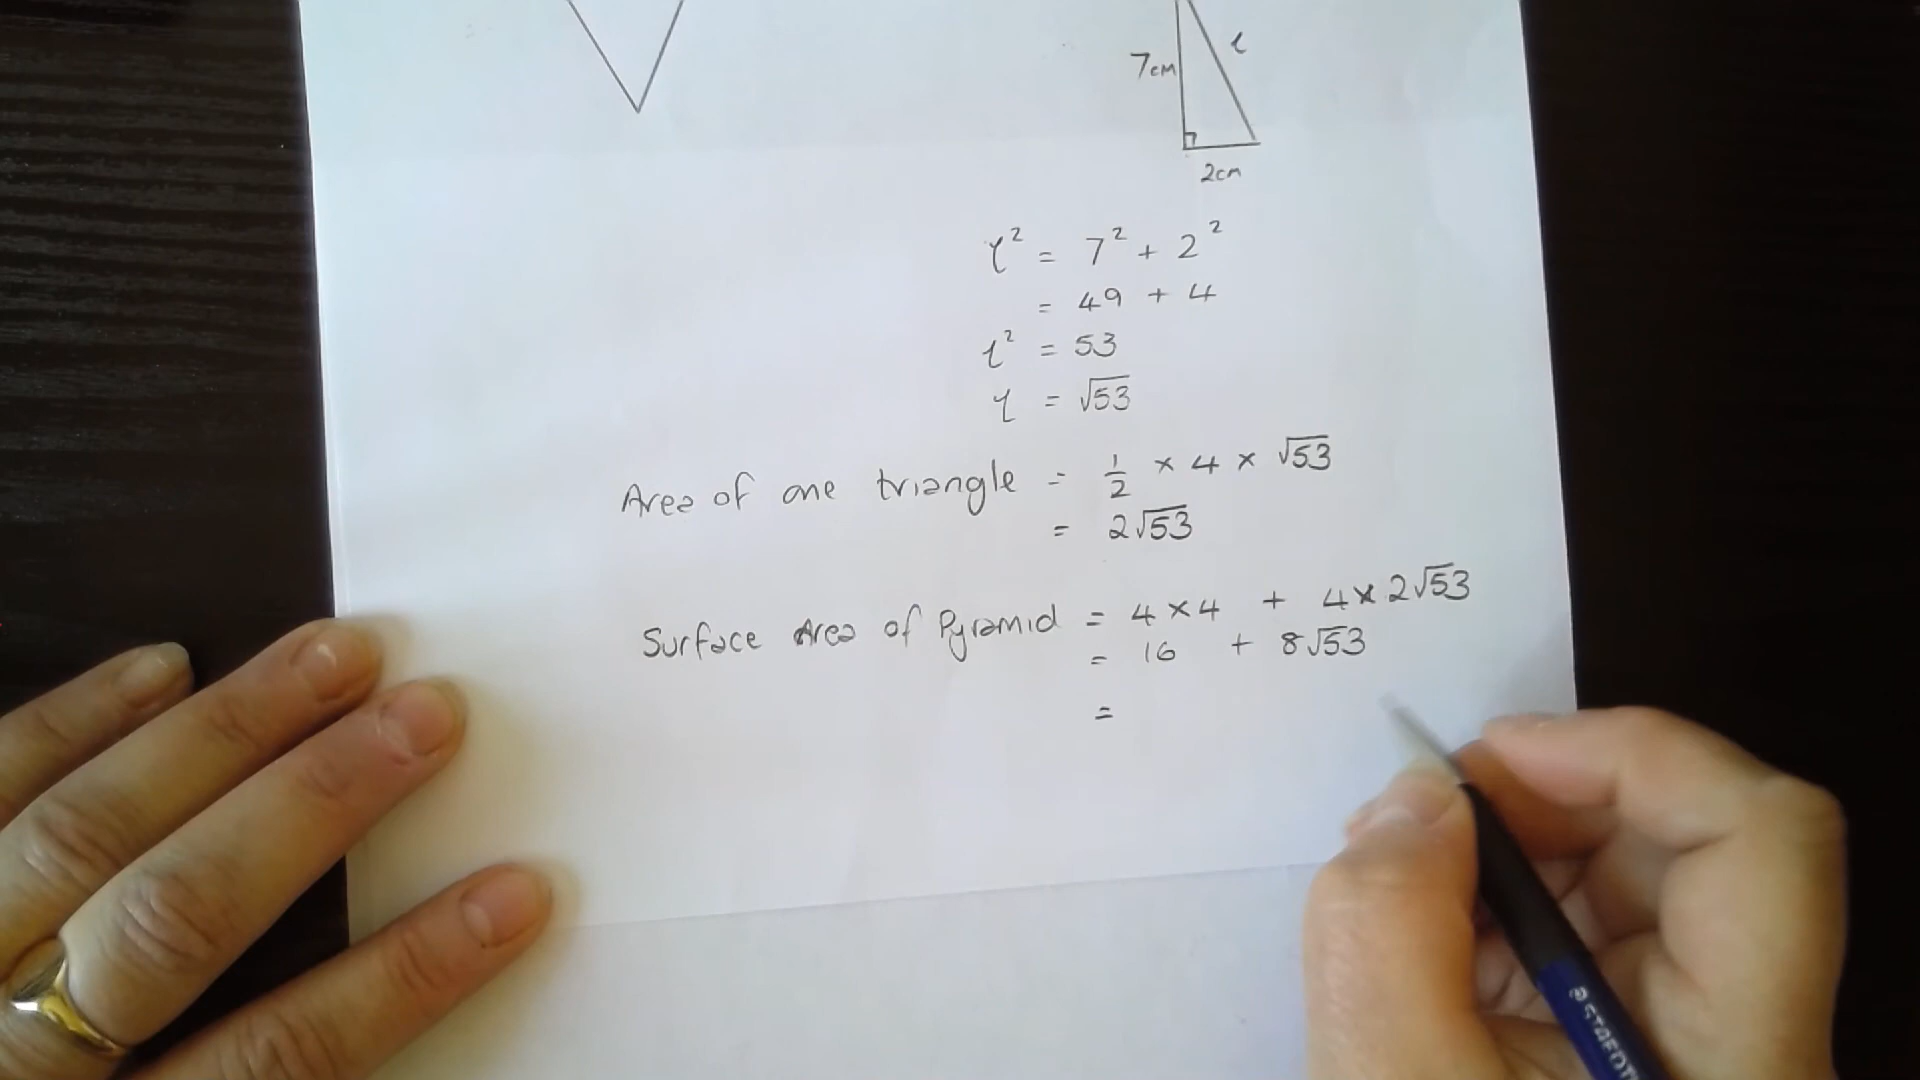 7cm
l
2cm
l² = 7² + 2²
= 49 + 4
l² = 53
l = √53
Area of one triangle = 1/2 × 4 × √53
= 2√53
Surface Area of Pyramid = 4 × 4 + 4 × 2√53
= 16 + 8√53
=